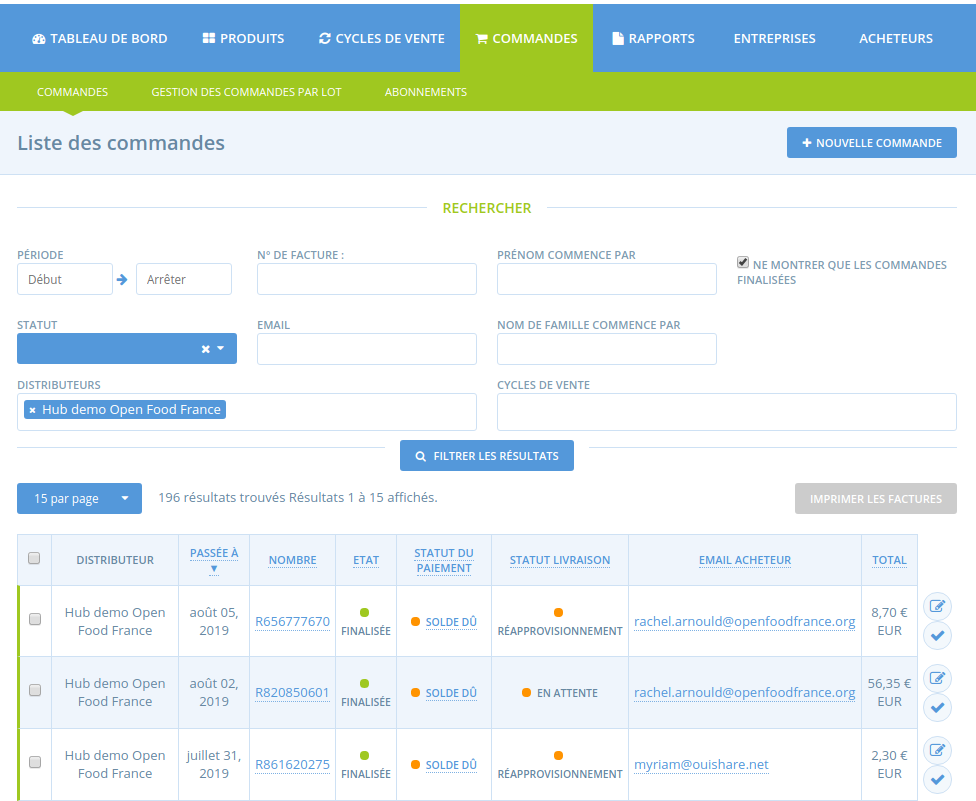 TABLEAU DE BORD PRODUITS CYCLES DE VENTE COMMANDES RAPPORTS ENTREPRISES ACHETEURS
COMMANDES GESTION DES COMMANDES PAR LOT ABONNEMENTS
Liste des commandes
NOUVELLE COMMANDE
RECHERCHER
PÉRIODE
Début
Arrêter
N° DE FACTURE :
PRÉNOM COMMENCE PAR
NE MONTRER QUE LES COMMANDES
FINALISÉES
STATUT
EMAIL
NOM DE FAMILLE COMMENCE PAR
DISTRIBUTEURS
× Hub demo Open Food France
CYCLES DE VENTE
FILTRER LES RÉSULTATS
15 par page
196 résultats trouvés Résultats 1 à 15 affichés.
IMPRIMER LES FACTURES
DISTRIBUTEUR
PASSÉE À
▼
NOMBRE
ETAT
STATUT DU
PAIEMENT
STATUT LIVRAISON
EMAIL ACHETEUR
TOTAL
Hub demo Open
Food France
août 05,
2019
R656777670
FINALISÉE
SOLDE DÛ
RÉAPPROVISIONNEMENT
rachel.arnould@openfoodfrance.org
8,70 €
EUR
Hub demo Open
Food France
août 02,
2019
R820850601
FINALISÉE
SOLDE DÛ
EN ATTENTE
rachel.arnould@openfoodfrance.org
56,35 €
EUR
Hub demo Open
Food France
juillet 31,
2019
R861620275
FINALISÉE
SOLDE DÛ
RÉAPPROVISIONNEMENT
myriam@ouishare.net
2,30 €
EUR